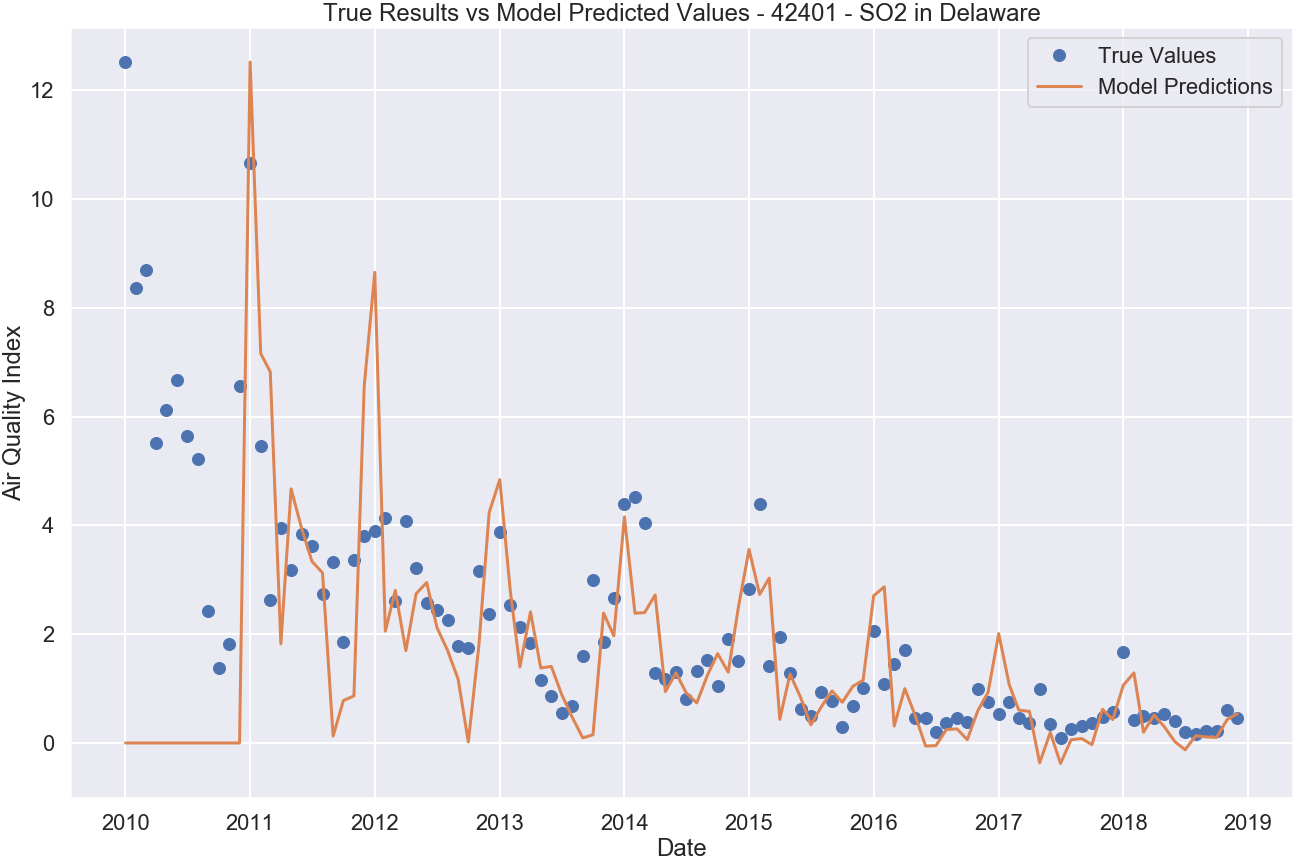 True Results vs Model Predicted Values - 42401 - SO2 in Delaware
True Values
Model Predictions
Air Quality Index
12
10
8
6
4
2
0
2010 2011 2012 2013 2014 2015 2016 2017 2018 2019
Date